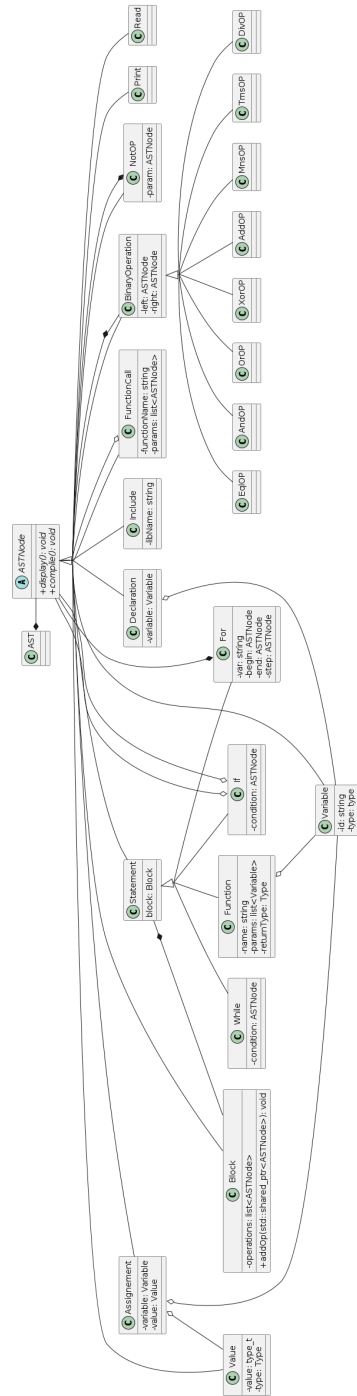 A ASTNode
+display(): void
+compile(): void
C AST
C Read
C Print
C NotOP
-param: ASTNode
C BinaryOperation
-left: ASTNode
-right: ASTNode
C FunctionCall
-functionName: string
-params: list<ASTNode>
C Include
-libName: string
C Declaration
-variable: Variable
C Statement
block: Block
C Assignement
-variable: Variable
-value: Value
C DivOP
C TmsOP
C MnsOP
C AddOP
C XorOP
C OrOP
C AndOP
C EqlOP
C For
-var: string
-begin: ASTNode
-end: ASTNode
-step: ASTNode
C If
-condition: ASTNode
C Function
-name: string
-params: list<Variable>
-returnType: Type
C While
-condition: ASTNode
C Block
-operations: list<ASTNode>
+addOp(std::shared_ptr<ASTNode>): void
C Value
-value: type_t
-type: Type
C Variable
-id: string
-type: type